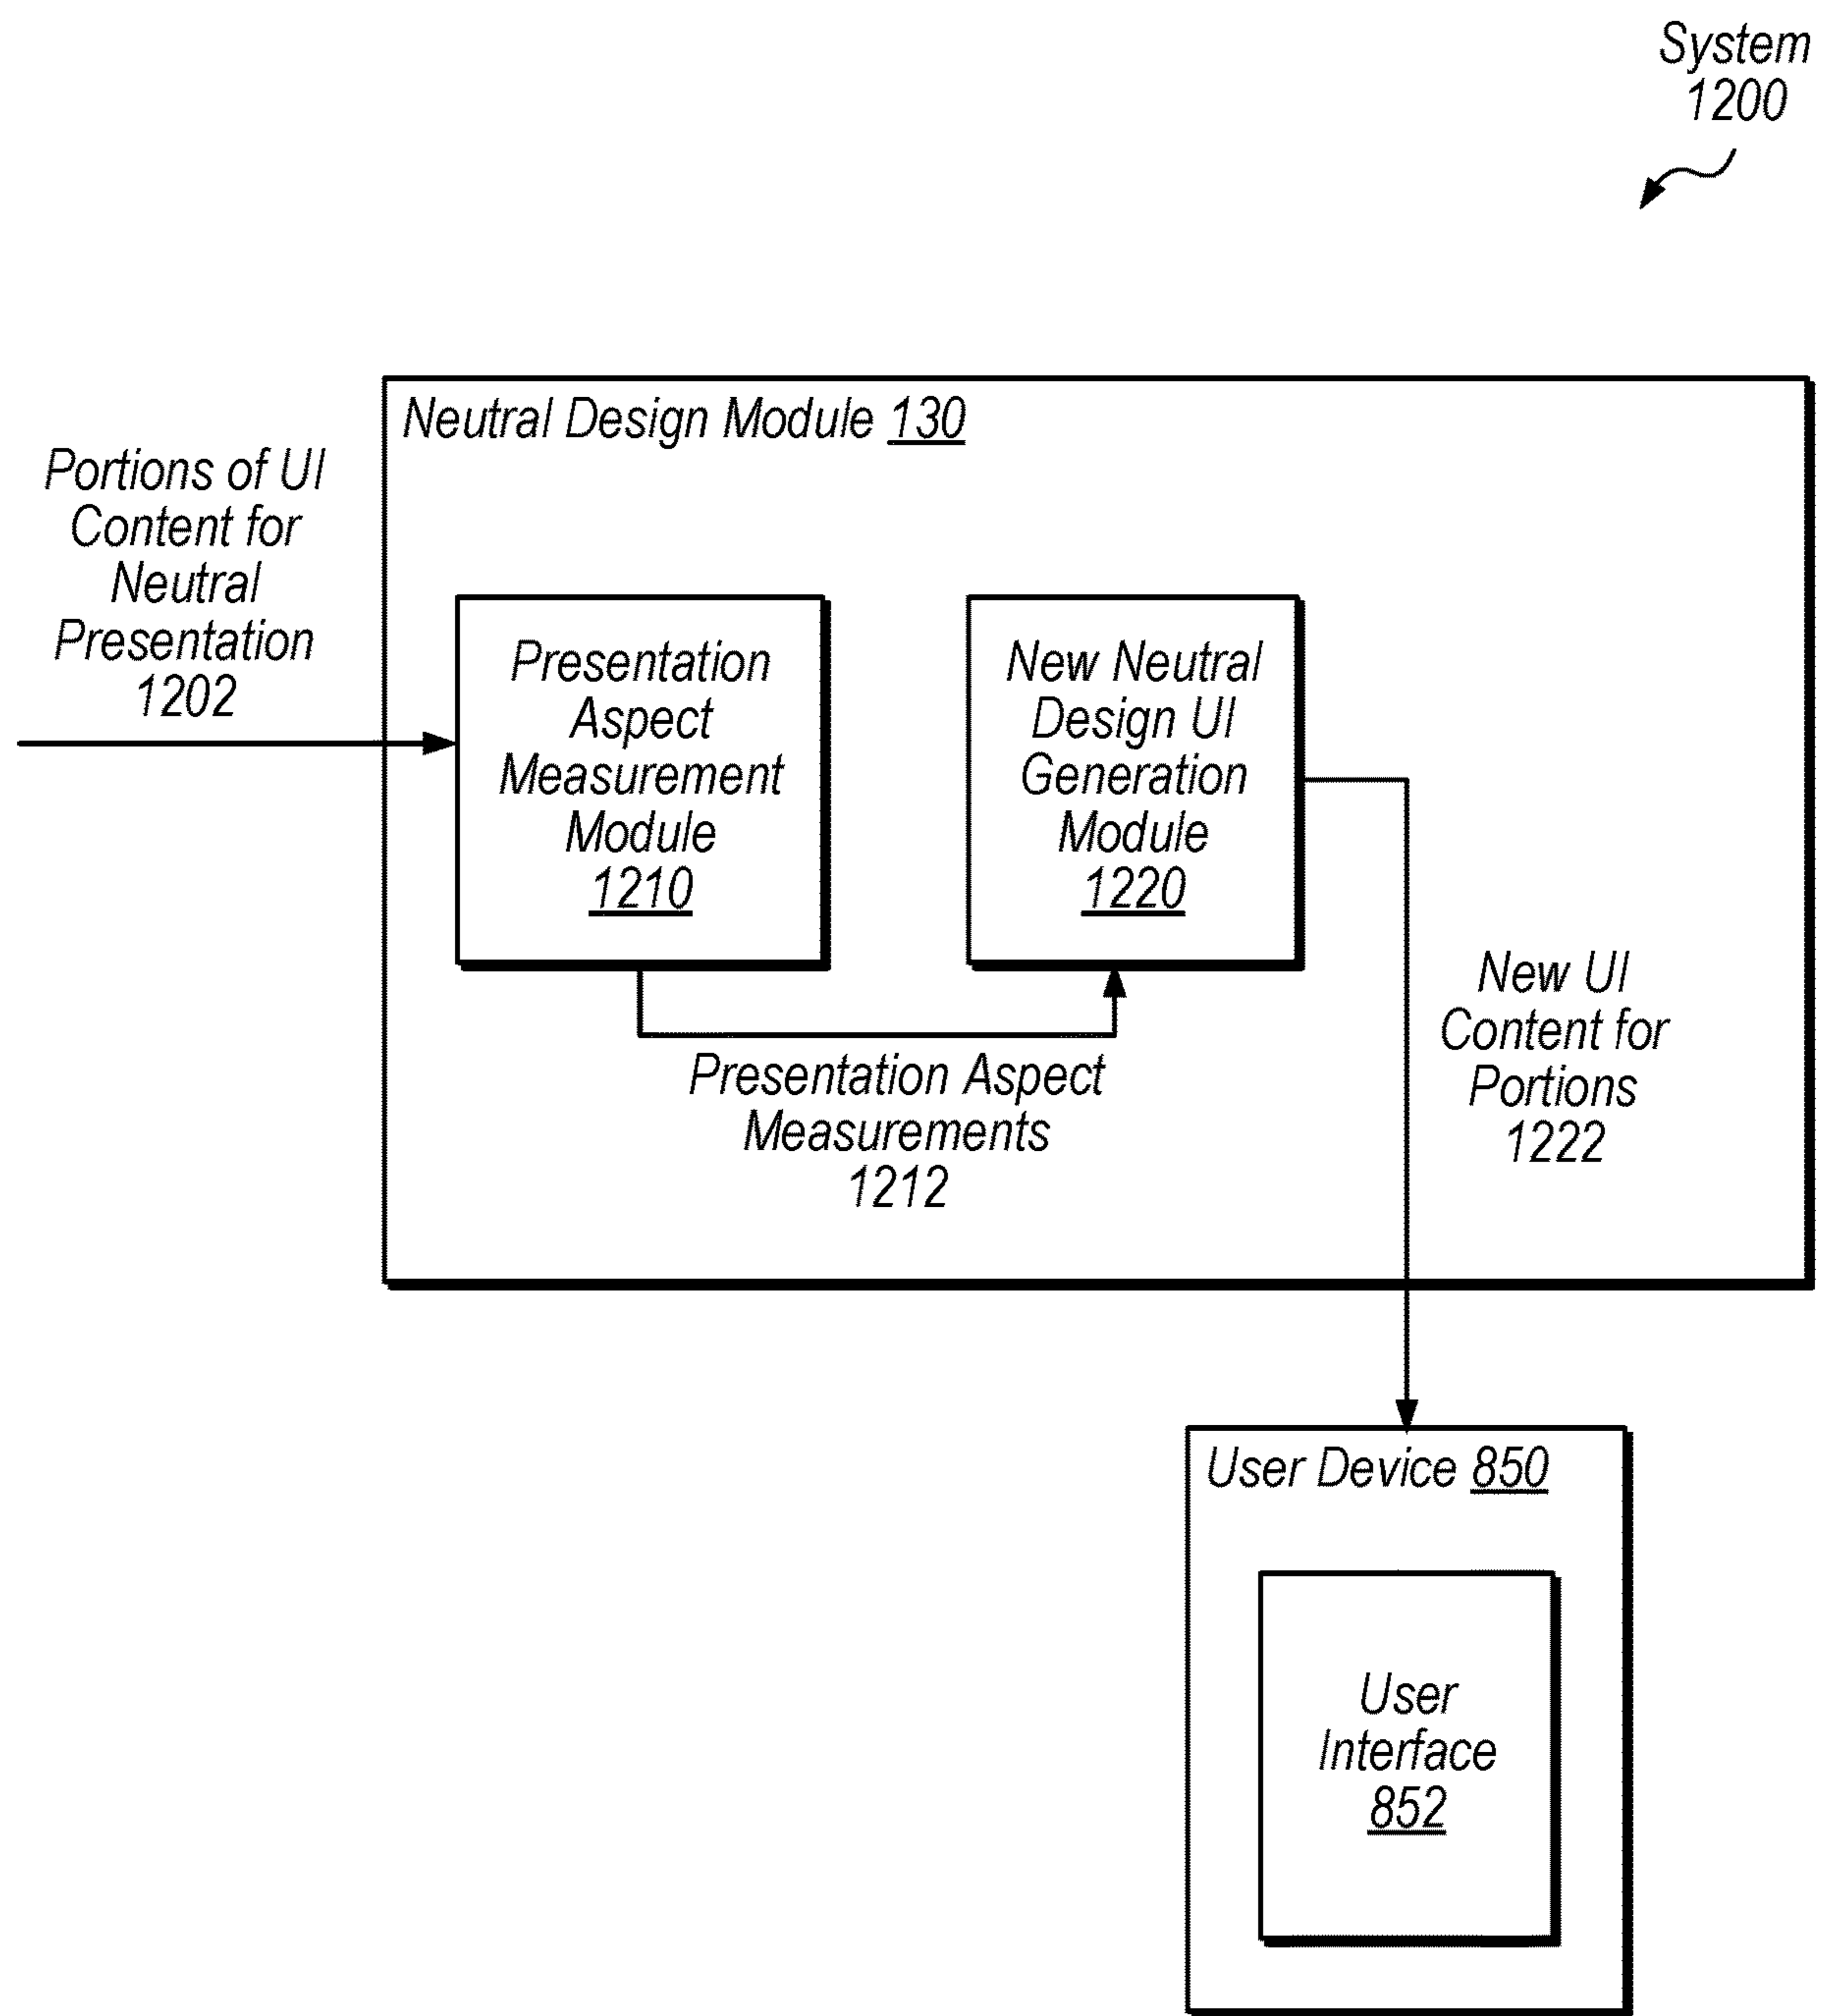 System
1200
Neutral Design Module 130
Portions of UI
Content for
Neutral
Presentation
1202
Presentation
Aspect
Measurement
Module
1210
New Neutral
Design UI
Generation
Module
1220
Presentation Aspect
Measurements
1212
New UI
Content for
Portions
1222
User Device 850
User
Interface
852